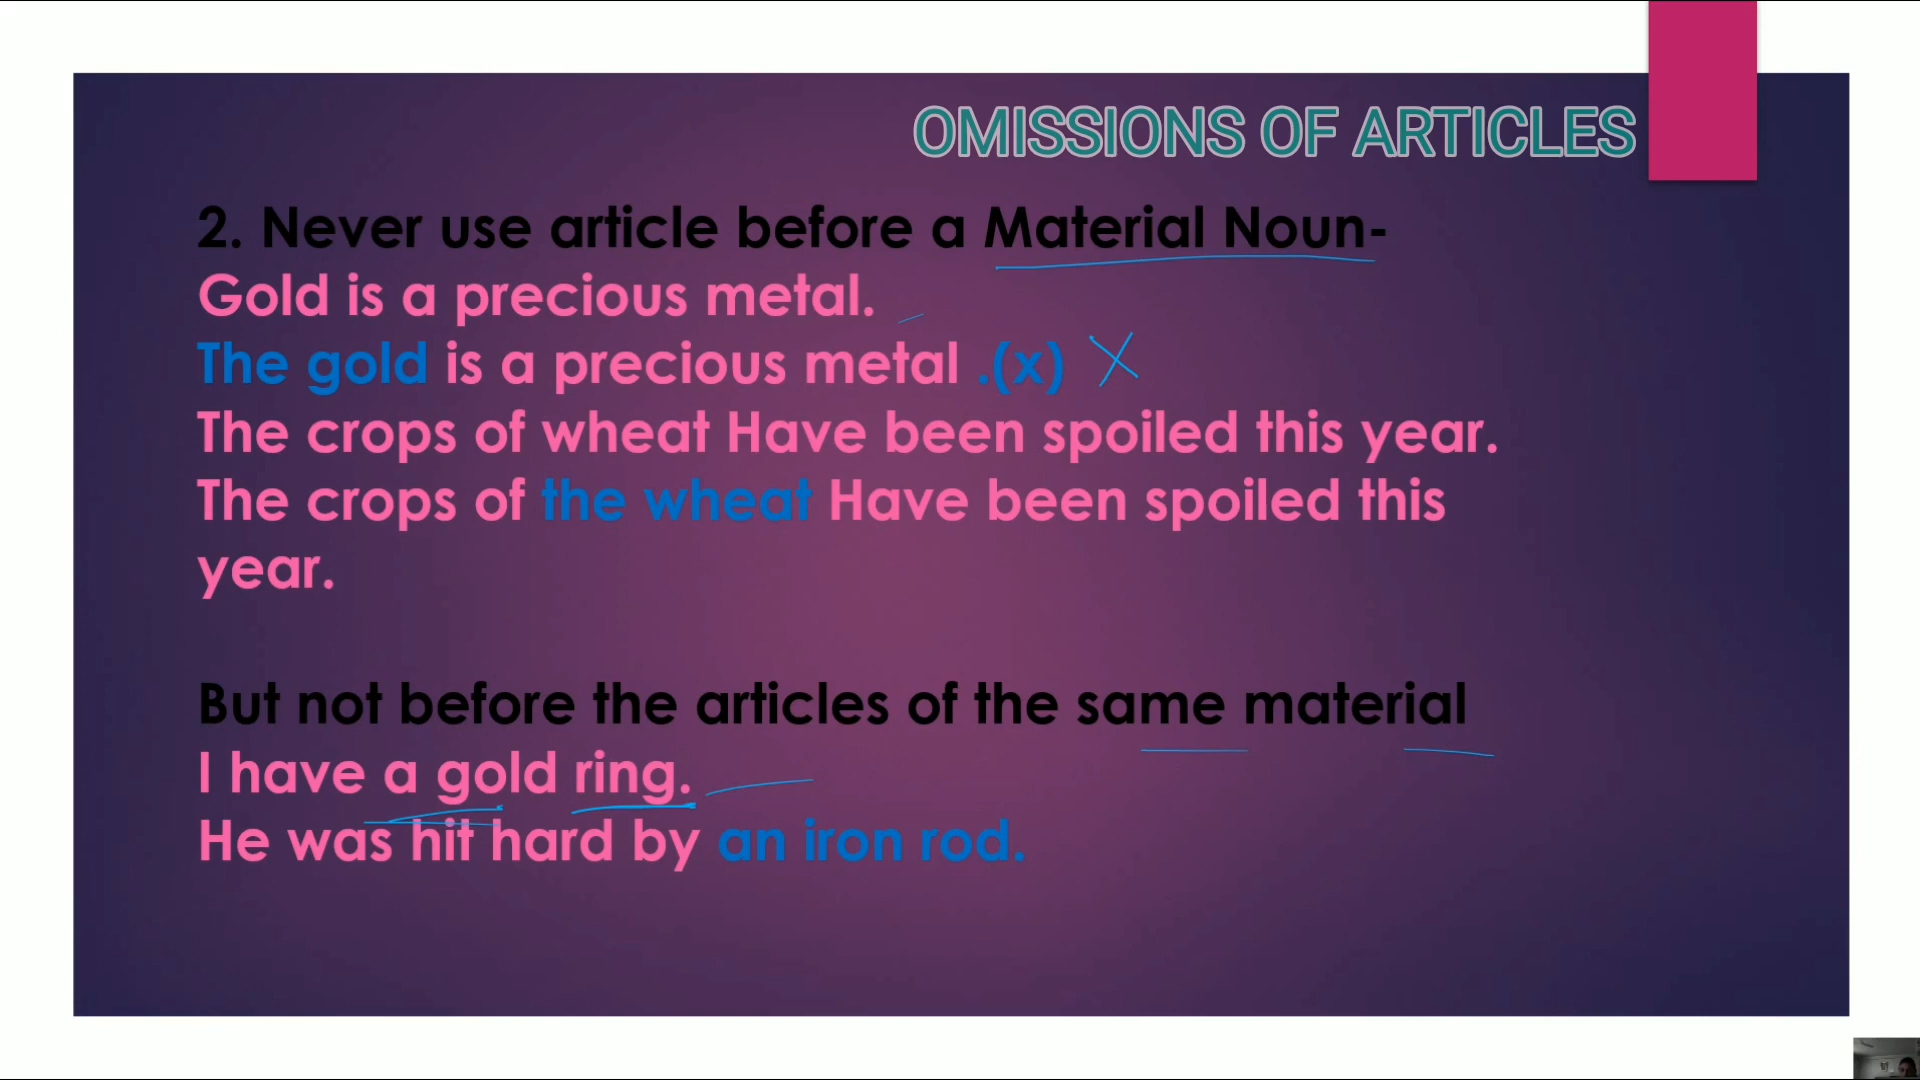 OMISSIONS OF ARTICLES
2. Never use article before a Material Noun-
Gold is a precious metal.
The gold is a precious metal .(x) X
The crops of wheat Have been spoiled this year.
The crops of the wheat Have been spoiled this
year.
But not before the articles of the same material
I have a gold ring.
He was hit hard by an iron rod.